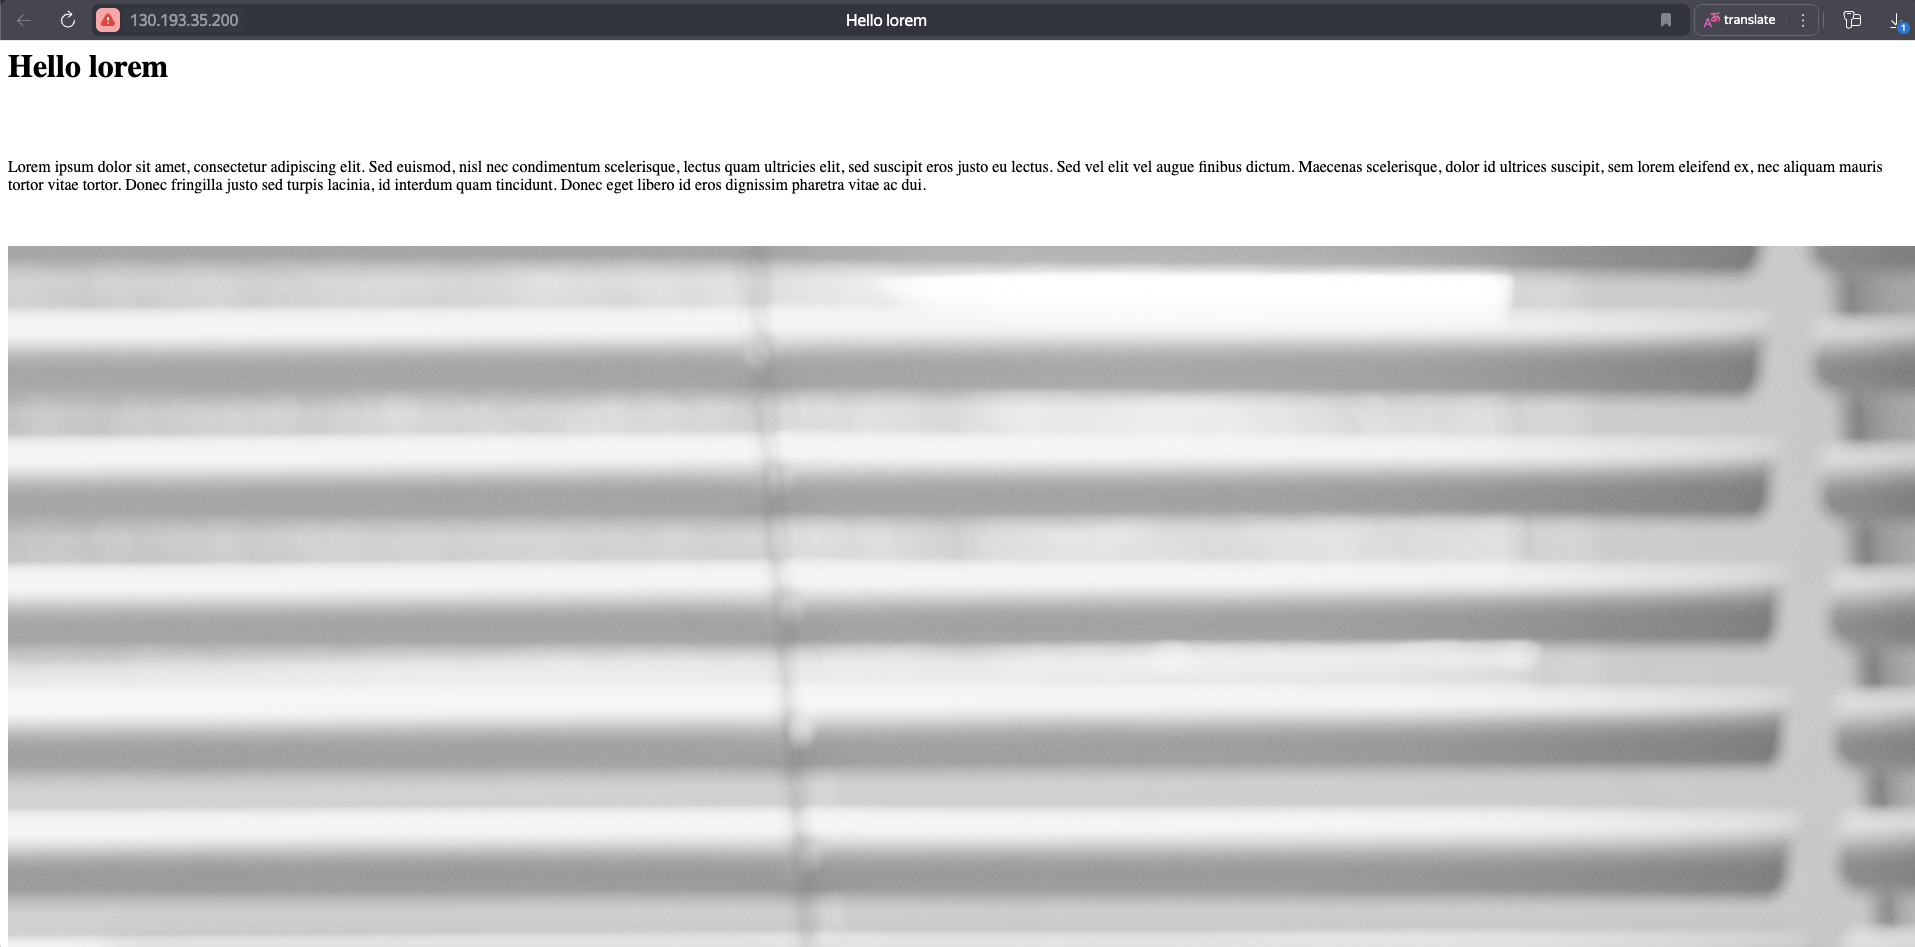 130.193.35.200
Hello lorem
translate
1
Hello lorem
Lorem ipsum dolor sit amet, consectetur adipiscing elit. Sed euismod, nisl nec condimentum scelerisque, lectus quam ultricies elit, sed suscipit eros justo eu lectus. Sed vel elit vel augue finibus dictum. Maecenas scelerisque, dolor id ultrices suscipit, sem lorem eleifend ex, nec aliquam mauris
tortor vitae tortor. Donec fringilla justo sed turpis lacinia, id interdum quam tincidunt. Donec eget libero id eros dignissim pharetra vitae ac dui.